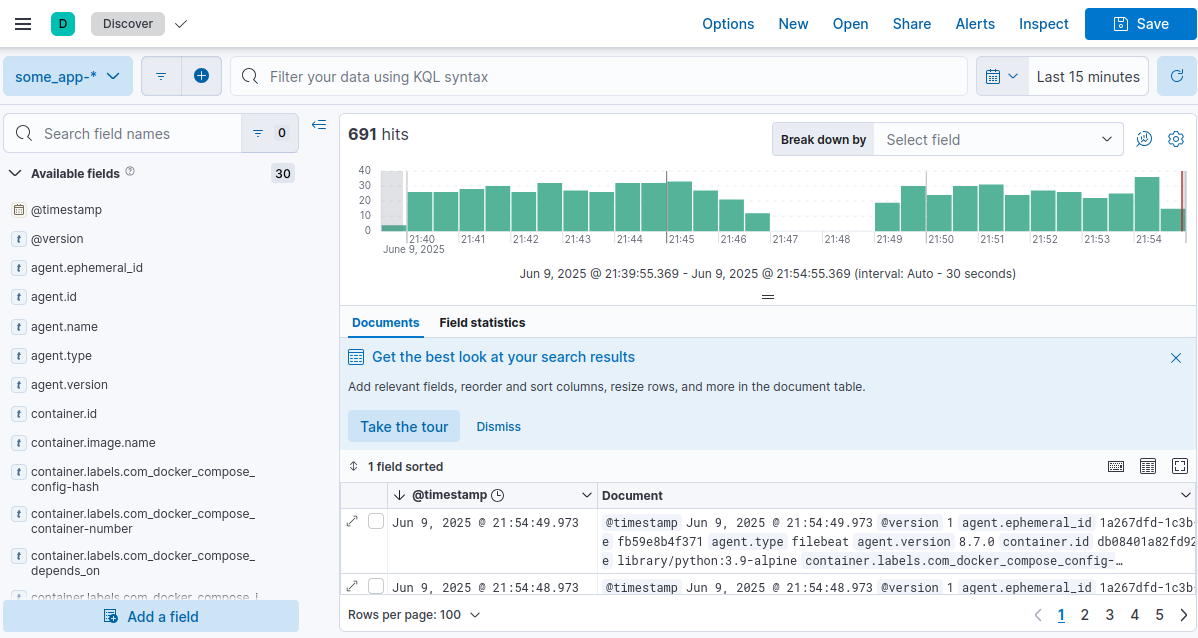 D Discover Options New Open Share Alerts Inspect Save
some_app-* Filter your data using KQL syntax Last 15 minutes
Search field names 0
Available fields 30
@timestamp
@version
agent.ephemeral_id
agent.id
agent.name
agent.type
agent.version
container.id
container.image.name
container.labels.com_docker_compose_
config-hash
container.labels.com_docker_compose_
container-number
container.labels.com_docker_compose_
depends_on
container.labels.com_docker_compose_i
Add a field
691 hits
Break down by Select field
40
30
20
10
0
21:40 21:41 21:42 21:43 21:44 21:45 21:46 21:47 21:48 21:49 21:50 21:51 21:52 21:53 21:54
June 9, 2025
Jun 9, 2025 @ 21:39:55.369 - Jun 9, 2025 @ 21:54:55.369 (interval: Auto - 30 seconds)
Documents Field statistics
Get the best look at your search results
Add relevant fields, reorder and sort columns, resize rows, and more in the document table.
Take the tour Dismiss
1 field sorted
@timestamp Document
Jun 9, 2025 @ 21:54:49.973 @timestamp Jun 9, 2025 @ 21:54:49.973 @version 1 agent.ephemeral_id 1a267dfd-1c3b-
e fb59e8b4f371 agent.type filebeat agent.version 8.7.0 container.id db08401a82fd92
e library/python:3.9-alpine container.labels.com_docker_compose_config-…
Jun 9, 2025 @ 21:54:48.973 @timestamp Jun 9, 2025 @ 21:54:48.973 @version 1 agent.ephemeral_id 1a267dfd-1c3b-
Rows per page: 100 1 2 3 4 5